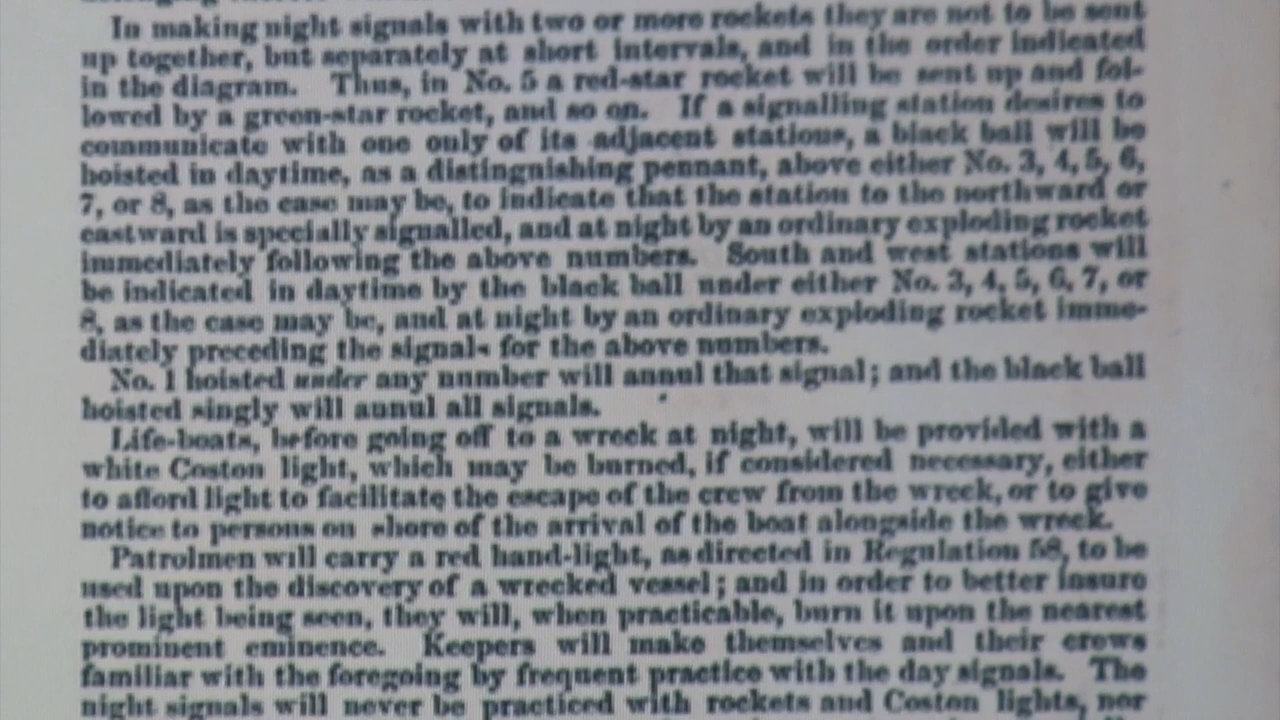 In making night signals with two or more rockets they are not to be sent
up together, but separately at short intervals, and in the order indicated
in the diagram. Thus, in No. 5 a red-star rocket will be sent up and fol-
lowed by a green-star rocket, and so on. If a signalling station desires to
communicate with one only of its adjacent stations, a black ball will be
hoisted in daytime, as a distinguishing pennant, above either No. 3, 4, 5, 6,
7, or 8, as the case may be, to indicate that the station to the northward or
eastward is specially signalled, and at night by an ordinary exploding rocket
immediately following the above numbers. South and west stations will
be indicated in daytime by the black ball under either No. 3, 4, 5, 6, 7, or
8, as the case may be, and at night by an ordinary exploding rocket imme-
diately preceding the signals for the above numbers.
No. 1 hoisted under any number will annul that signal; and the black ball
hoisted singly will annul all signals.
Life-boats, before going off to a wreck at night, will be provided with a
white Coston light, which may be burned, if considered necessary, either
to afford light to facilitate the escape of the crew from the wreck, or to give
notice to persons on shore of the arrival of the boat alongside the wreck.
Patrolmen will carry a red hand-light, as directed in Regulation 58, to be
used upon the discovery of a wrecked vessel; and in order to better insure
the light being seen, they will, when practicable, burn it upon the nearest
prominent eminence. Keepers will make themselves and their crews
familiar with the foregoing by frequent practice with the day signals. The
night signals will never be practiced with rockets and Coston lights, nor